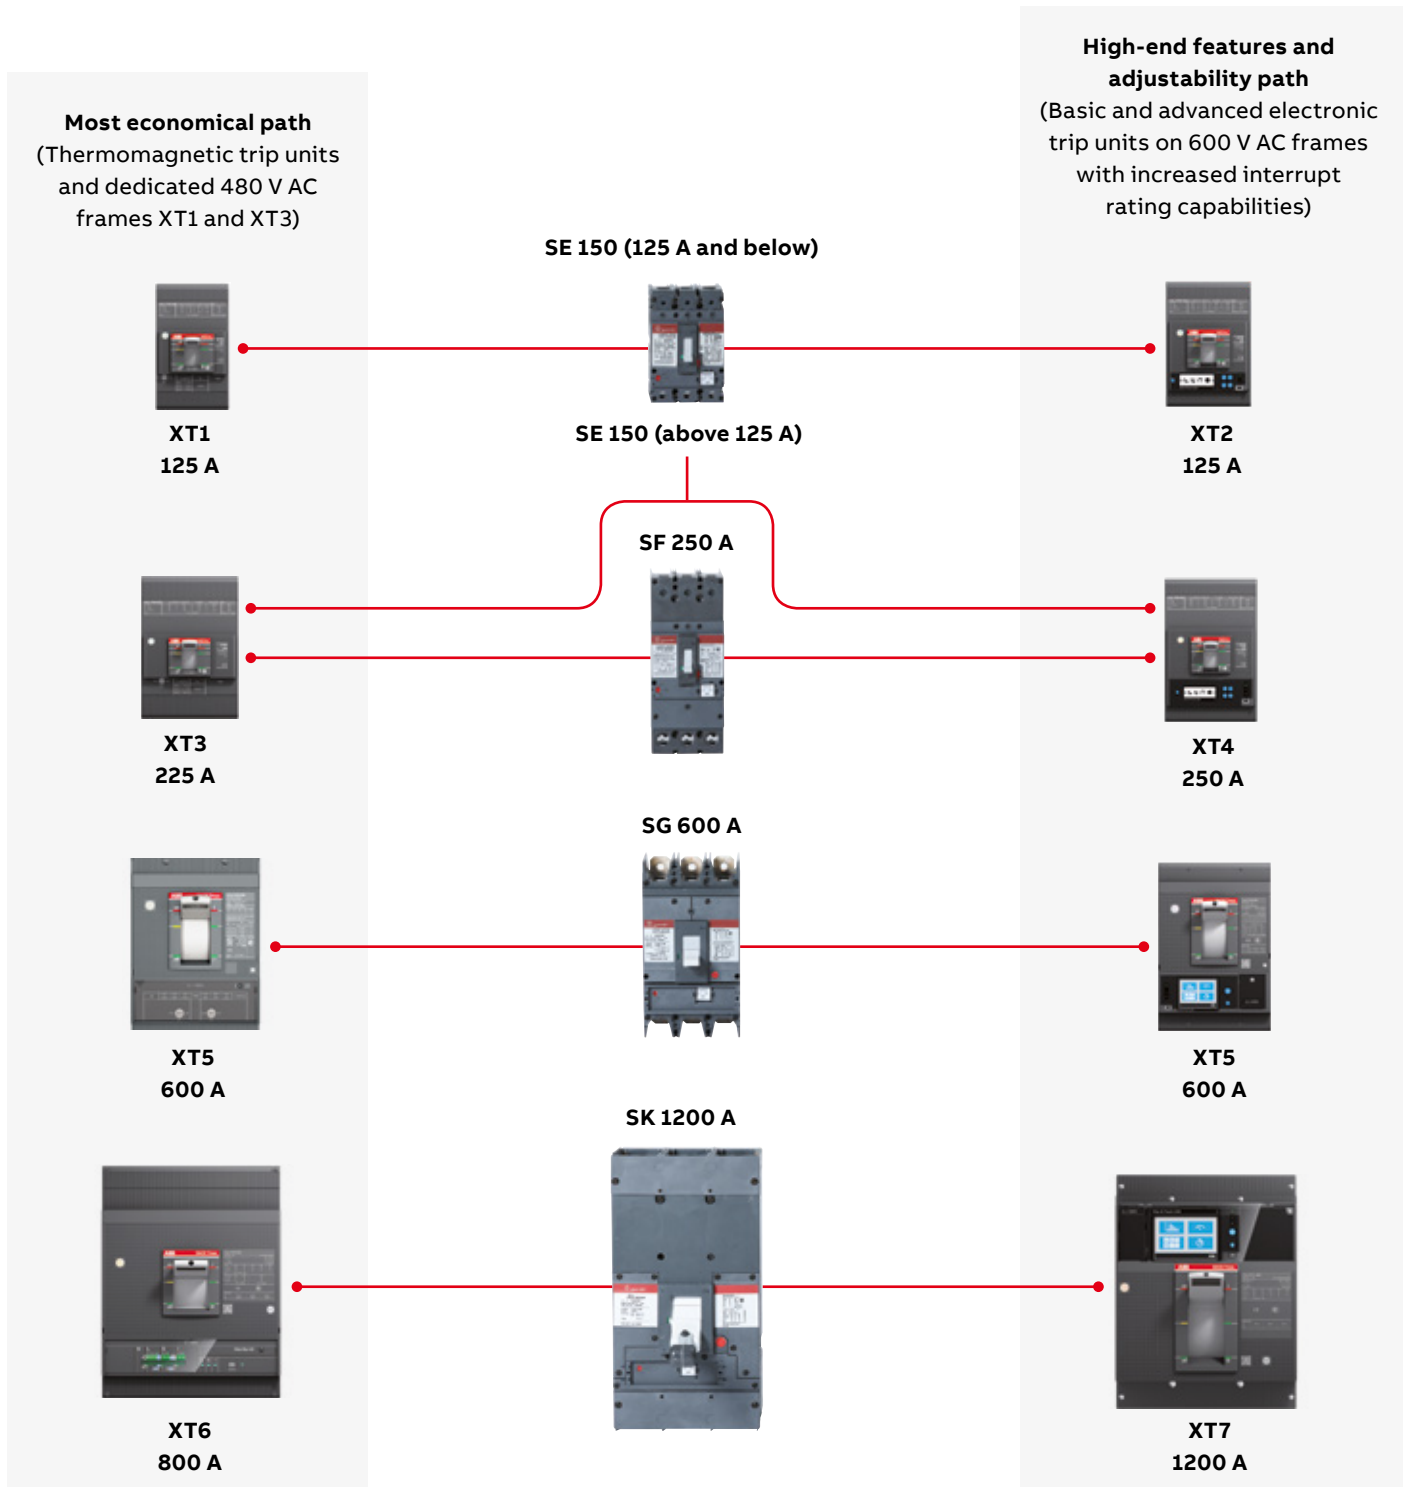 Most economical path
(Thermomagnetic trip units
and dedicated 480 V AC
frames XT1 and XT3)
High-end features and
adjustability path
(Basic and advanced electronic
trip units on 600 V AC frames
with increased interrupt
rating capabilities)
SE 150 (125 A and below)
XT1
125 A
SE 150 (above 125 A)
XT2
125 A
SF 250 A
XT3
225 A
XT4
250 A
SG 600 A
XT5
600 A
XT5
600 A
SK 1200 A
XT6
800 A
XT7
1200 A